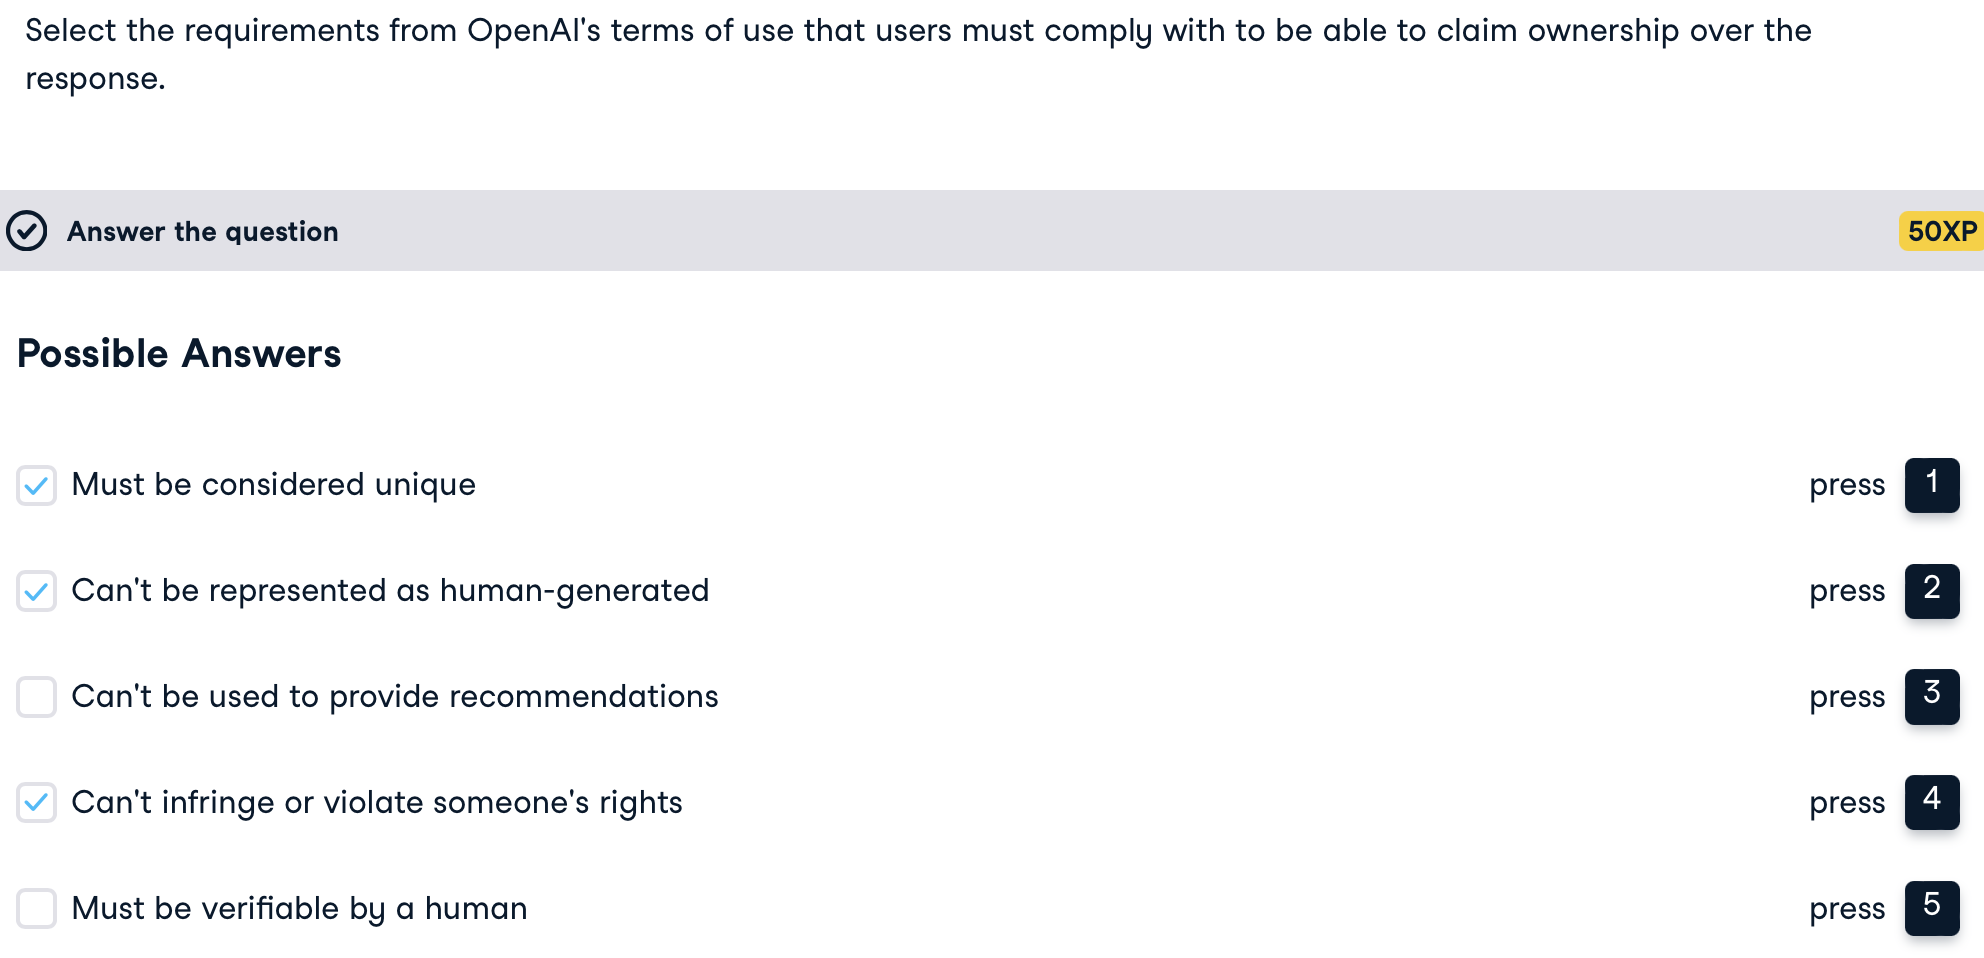 Select the requirements from OpenAI's terms of use that users must comply with to be able to claim ownership over the
response.
Answer the question
50XP
Possible Answers
Must be considered unique
press 1
Can't be represented as human-generated
press 2
Can't be used to provide recommendations
press 3
Can't infringe or violate someone's rights
press 4
Must be verifiable by a human
press 5